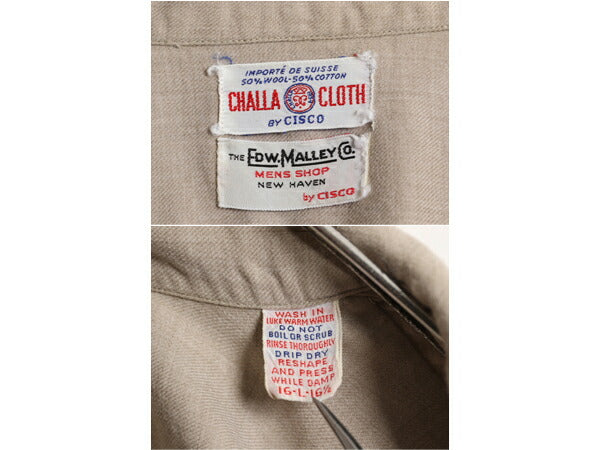 IMPORTÉ DE SUISSE
50% WOOL-50% COTTON
CHALLA CLOTH
BY CISCO
THE EDW. MALLEY CO.
MENS SHOP
NEW HAVEN
by CISCO
WASH IN
LUKE WARM WATER
DO NOT
BOIL OR SCRUB
RINSE THOROUGHLY
DRIP DRY
RESHAPE
AND PRESS
WHILE DAMP
16-L-16½